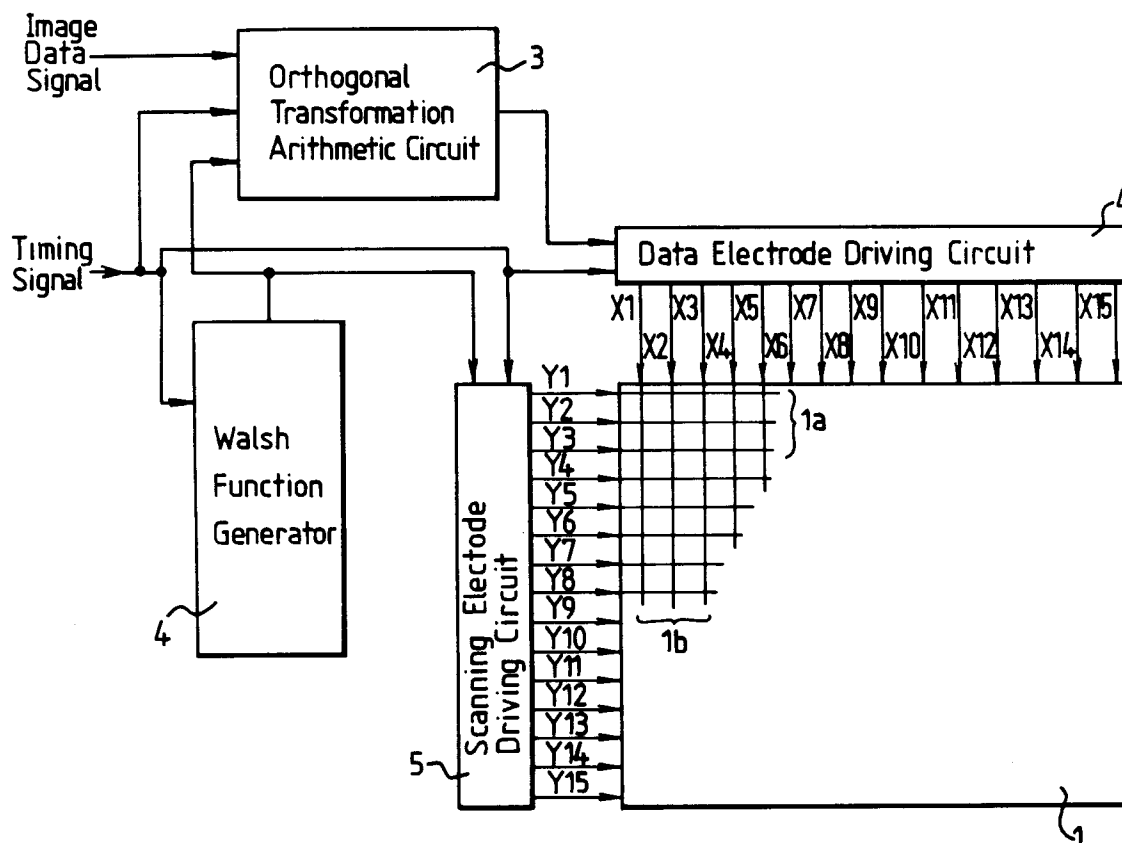 Image
Data
Signal
3
Orthogonal
Transformation
Arithmetic Circuit
Timing
Signal
Data Electrode Driving Circuit
X1 X3 X5 X7 X9 X11 X13 X15
X2 X4 X6 X8 X10 X12 X14
Walsh
Function
Generator
4
Scanning Electode
Driving Circuit
5
Y1
Y2
Y3
Y4
Y5
Y6
Y7
Y8
Y9
Y10
Y11
Y12
Y13
Y14
Y15
1a
1b
1